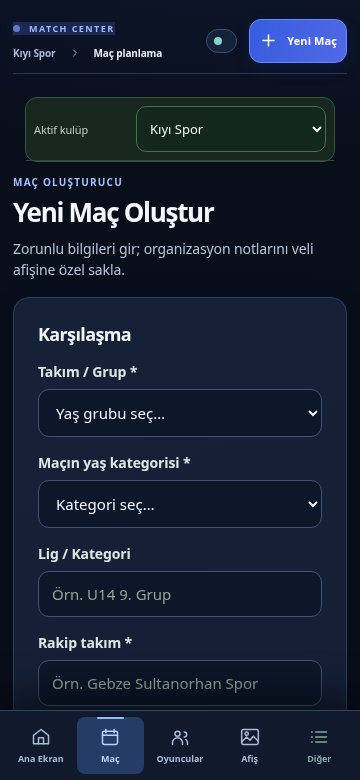 MATCH CENTER
Kıyı Spor > Maç planlama
Yeni Maç
Aktif kulüp
Kıyı Spor
MAÇ OLUŞTURUCU
Yeni Maç Oluştur
Zorunlu bilgileri gir; organizasyon notlarını veli
afişine özel sakla.
Karşılaşma
Takım / Grup *
Yaş grubu seç...
Maçın yaş kategorisi *
Kategori seç...
Lig / Kategori
Örn. U14 9. Grup
Rakip takım *
Örn. Gebze Sultanorhan Spor
Ana Ekran Maç Oyuncular Afiş Diğer